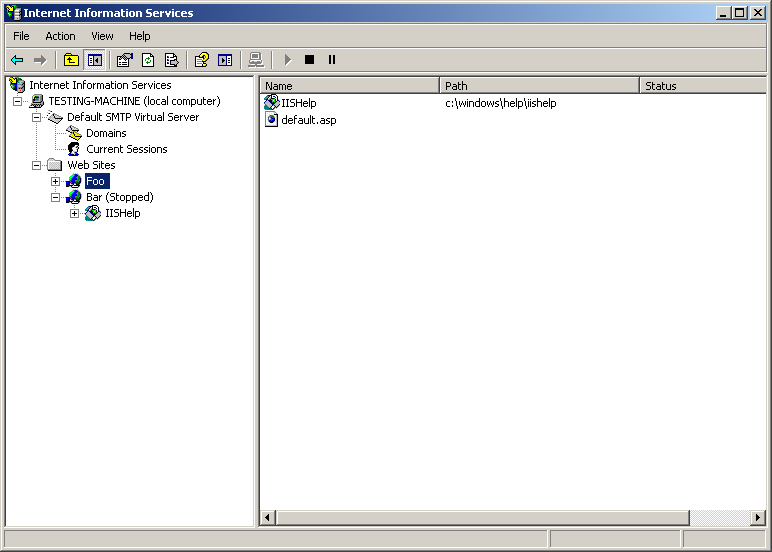 Internet Information Services
File Action View Help
Internet Information Services
TESTING-MACHINE (local computer)
Default SMTP Virtual Server
Domains
Current Sessions
Web Sites
Foo
Bar (Stopped)
IISHelp
Name Path Status
IISHelp c:\windows\help\iishelp
default.asp